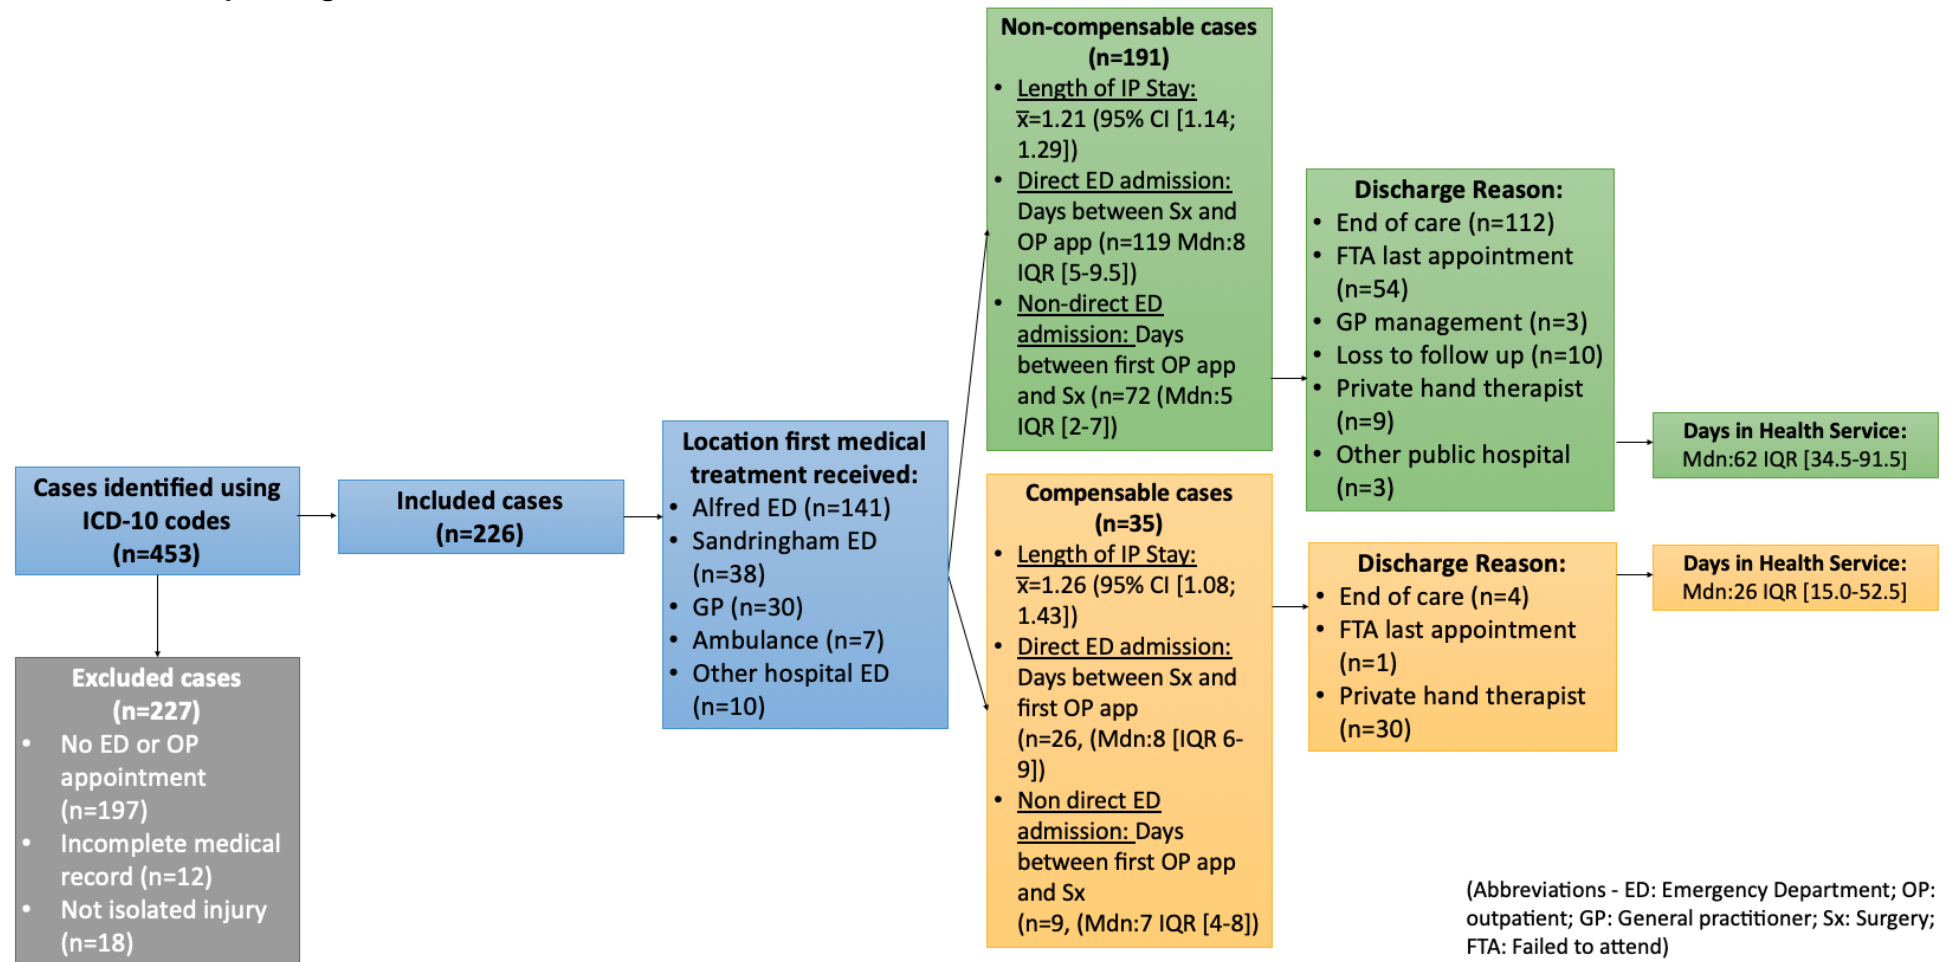 Cases identified using
ICD-10 codes
(n=453)
Excluded cases
(n=227)
• No ED or OP
appointment
(n=197)
• Incomplete medical
record (n=12)
• Not isolated injury
(n=18)
Included cases
(n=226)
Location first medical
treatment received:
• Alfred ED (n=141)
• Sandringham ED
(n=38)
• GP (n=30)
• Ambulance (n=7)
• Other hospital ED
(n=10)
Non-compensable cases
(n=191)
• Length of IP Stay:
x̅=1.21 (95% CI [1.14;
1.29])
• Direct ED admission:
Days between Sx and
OP app (n=119 Mdn:8
IQR [5-9.5])
• Non-direct ED
admission: Days
between first OP app
and Sx (n=72 (Mdn:5
IQR [2-7])
Discharge Reason:
• End of care (n=112)
• FTA last appointment
(n=54)
• GP management (n=3)
• Loss to follow up (n=10)
• Private hand therapist
(n=9)
• Other public hospital
(n=3)
Days in Health Service:
Mdn:62 IQR [34.5-91.5]
Compensable cases
(n=35)
• Length of IP Stay:
x̅=1.26 (95% CI [1.08;
1.43])
• Direct ED admission:
Days between Sx and
first OP app
(n=26, (Mdn:8 [IQR 6-
9])
• Non direct ED
admission: Days
between first OP app
and Sx
(n=9, (Mdn:7 IQR [4-8])
Discharge Reason:
• End of care (n=4)
• FTA last appointment
(n=1)
• Private hand therapist
(n=30)
Days in Health Service:
Mdn:26 IQR [15.0-52.5]
(Abbreviations - ED: Emergency Department; OP:
outpatient; GP: General practitioner; Sx: Surgery;
FTA: Failed to attend)